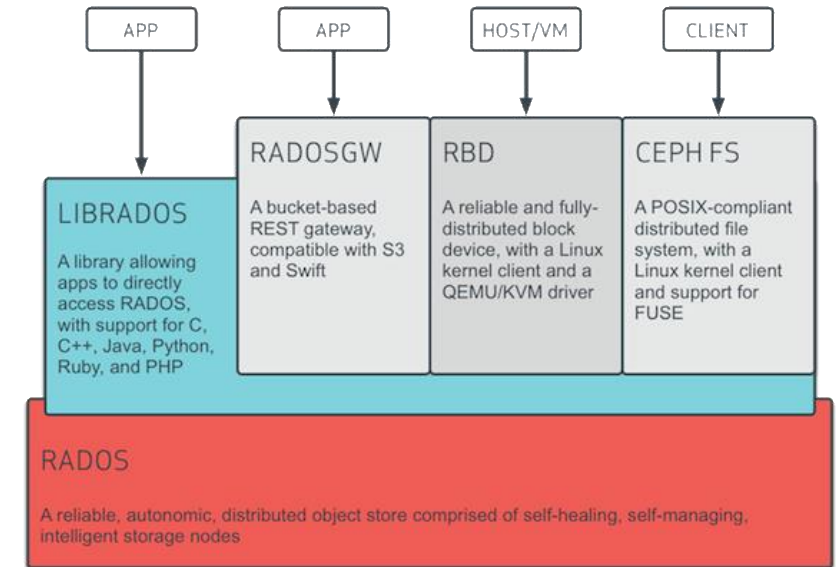 APP
APP
HOST/VM
CLIENT
LIBRADOS
A library allowing
apps to directly
access RADOS,
with support for C,
C++, Java, Python,
Ruby, and PHP
RADOSGW
A bucket-based
REST gateway,
compatible with S3
and Swift
RBD
A reliable and fully-
distributed block
device, with a Linux
kernel client and a
QEMU/KVM driver
CEPH FS
A POSIX-compliant
distributed file
system, with a
Linux kernel client
and support for
FUSE
RADOS
A reliable, autonomic, distributed object store comprised of self-healing, self-managing,
intelligent storage nodes